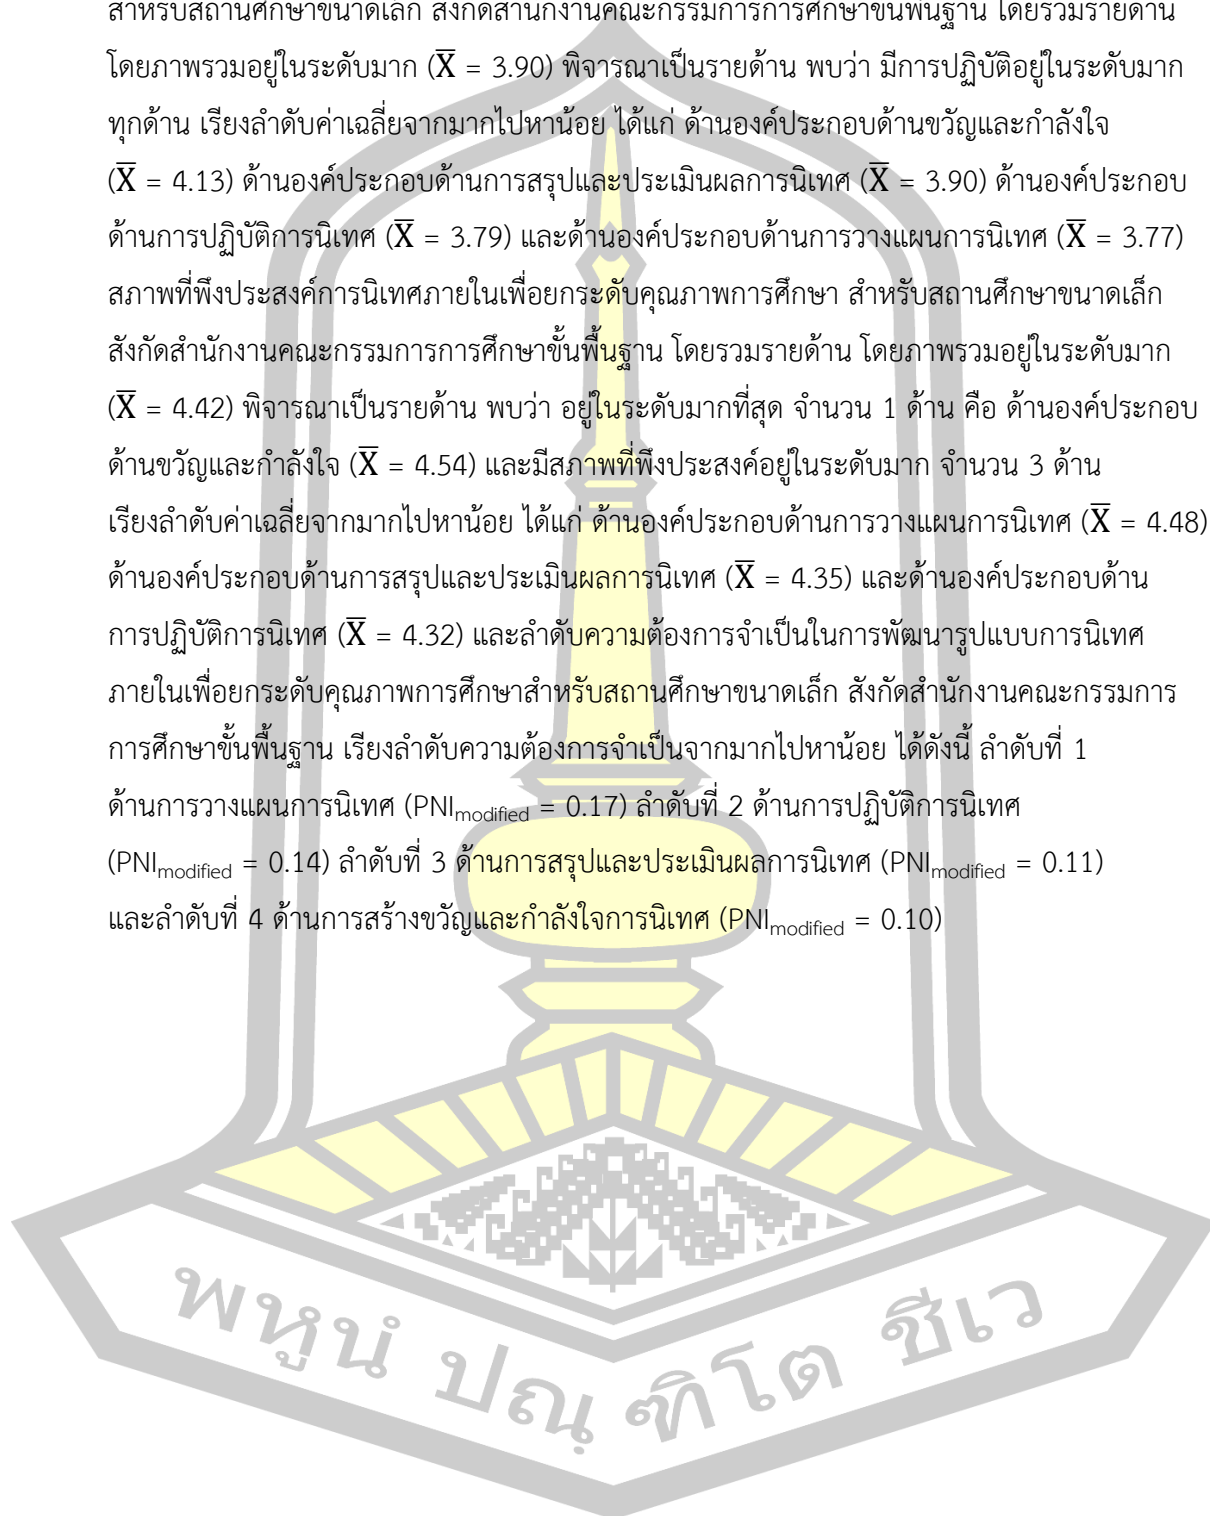 สำหรับสถานศึกษาขนาดเล็ก สังกัดสำนักงานคณะกรรมการการศึกษาขั้นพื้นฐาน โดยรวมรายด้าน
โดยภาพรวมอยู่ในระดับมาก (X̅ = 3.90) พิจารณาเป็นรายด้าน พบว่า มีการปฏิบัติอยู่ในระดับมาก
ทุกด้าน เรียงลำดับค่าเฉลี่ยจากมากไปหาน้อย ได้แก่ ด้านองค์ประกอบด้านขวัญและกำลังใจ
(X̅ = 4.13) ด้านองค์ประกอบด้านการสรุปและประเมินผลการนิเทศ (X̅ = 3.90) ด้านองค์ประกอบ
ด้านการปฏิบัติการนิเทศ (X̅ = 3.79) และด้านองค์ประกอบด้านการวางแผนการนิเทศ (X̅ = 3.77)
สภาพที่พึงประสงค์การนิเทศภายในเพื่อยกระดับคุณภาพการศึกษา สำหรับสถานศึกษาขนาดเล็ก
สังกัดสำนักงานคณะกรรมการการศึกษาขั้นพื้นฐาน โดยรวมรายด้าน โดยภาพรวมอยู่ในระดับมาก
(X̅ = 4.42) พิจารณาเป็นรายด้าน พบว่า อยู่ในระดับมากที่สุด จำนวน 1 ด้าน คือ ด้านองค์ประกอบ
ด้านขวัญและกำลังใจ (X̅ = 4.54) และมีสภาพที่พึงประสงค์อยู่ในระดับมาก จำนวน 3 ด้าน
เรียงลำดับค่าเฉลี่ยจากมากไปหาน้อย ได้แก่ ด้านองค์ประกอบด้านการวางแผนการนิเทศ (X̅ = 4.48)
ด้านองค์ประกอบด้านการสรุปและประเมินผลการนิเทศ (X̅ = 4.35) และด้านองค์ประกอบด้าน
การปฏิบัติการนิเทศ (X̅ = 4.32) และลำดับความต้องการจำเป็นในการพัฒนารูปแบบการนิเทศ
ภายในเพื่อยกระดับคุณภาพการศึกษาสำหรับสถานศึกษาขนาดเล็ก สังกัดสำนักงานคณะกรรมการ
การศึกษาขั้นพื้นฐาน เรียงลำดับความต้องการจำเป็นจากมากไปหาน้อย ได้ดังนี้ ลำดับที่ 1
ด้านการวางแผนการนิเทศ (PNImodified = 0.17) ลำดับที่ 2 ด้านการปฏิบัติการนิเทศ
(PNImodified = 0.14) ลำดับที่ 3 ด้านการสรุปและประเมินผลการนิเทศ (PNImodified = 0.11)
และลำดับที่ 4 ด้านการสร้างขวัญและกำลังใจการนิเทศ (PNImodified = 0.10)
พหูนํ ปณฺฑิโต ชีเว